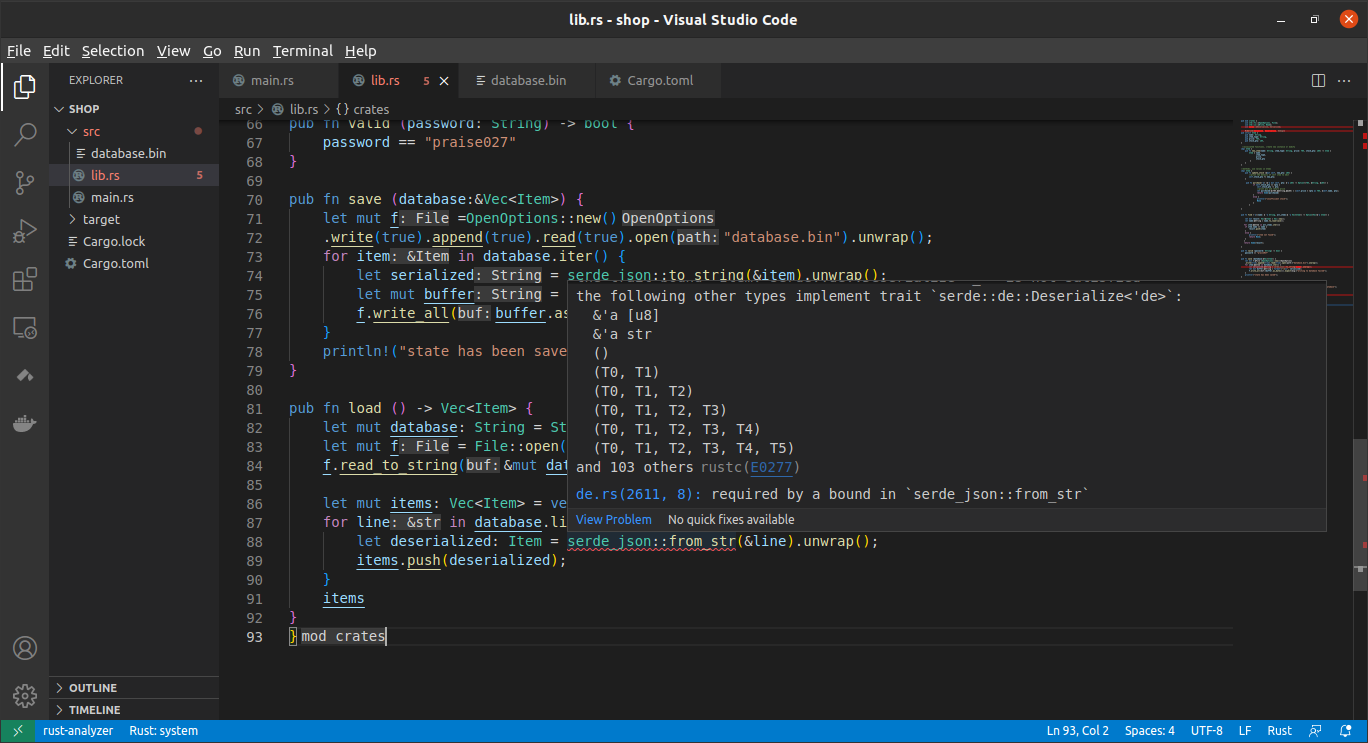 lib.rs - shop - Visual Studio Code
File Edit Selection View Go Run Terminal Help
EXPLORER
main.rs
lib.rs 5
database.bin
Cargo.toml
SHOP
src > lib.rs > {} crates
src
database.bin
lib.rs 5
main.rs
target
Cargo.lock
Cargo.toml
66 pub fn valid (password: String) -> bool {
67 password == "praise027"
68 }
69
70 pub fn save (database:&Vec<Item>) {
71 let mut f: File =OpenOptions::new() OpenOptions
72 .write(true).append(true).read(true).open(path: "database.bin").unwrap();
73 for item: &Item in database.iter() {
74 let serialized: String = serde_json::to_string(&item).unwrap();
75 let mut buffer: String =
76 f.write_all(buf: buffer.as
77 }
78 println!("state has been save
79 }
80
81 pub fn load () -> Vec<Item> {
82 let mut database: String = St
83 let mut f: File = File::open(
84 f.read_to_string(buf: &mut dat
85
86 let mut items: Vec<Item> = ve
87 for line: &str in database.li
88 let deserialized: Item = serde_json::from_str(&line).unwrap();
89 items.push(deserialized);
90 }
91 items
92 }
93 } mod crates
the following other types implement trait `serde::de::Deserialize<'de>`:
&'a [u8]
&'a str
()
(T0, T1)
(T0, T1, T2)
(T0, T1, T2, T3)
(T0, T1, T2, T3, T4)
(T0, T1, T2, T3, T4, T5)
and 103 others rustc(E0277)
de.rs(2611, 8): required by a bound in `serde_json::from_str`
View Problem No quick fixes available
OUTLINE
TIMELINE
rust-analyzer Rust: system
Ln 93, Col 2 Spaces: 4 UTF-8 LF Rust